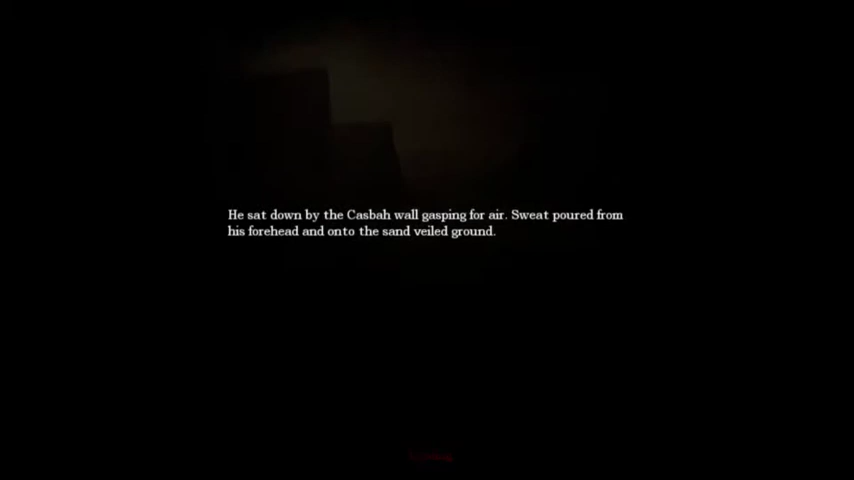 He sat down by the Casbah wall gasping for air. Sweat poured from
his forehead and onto the sand veiled ground.